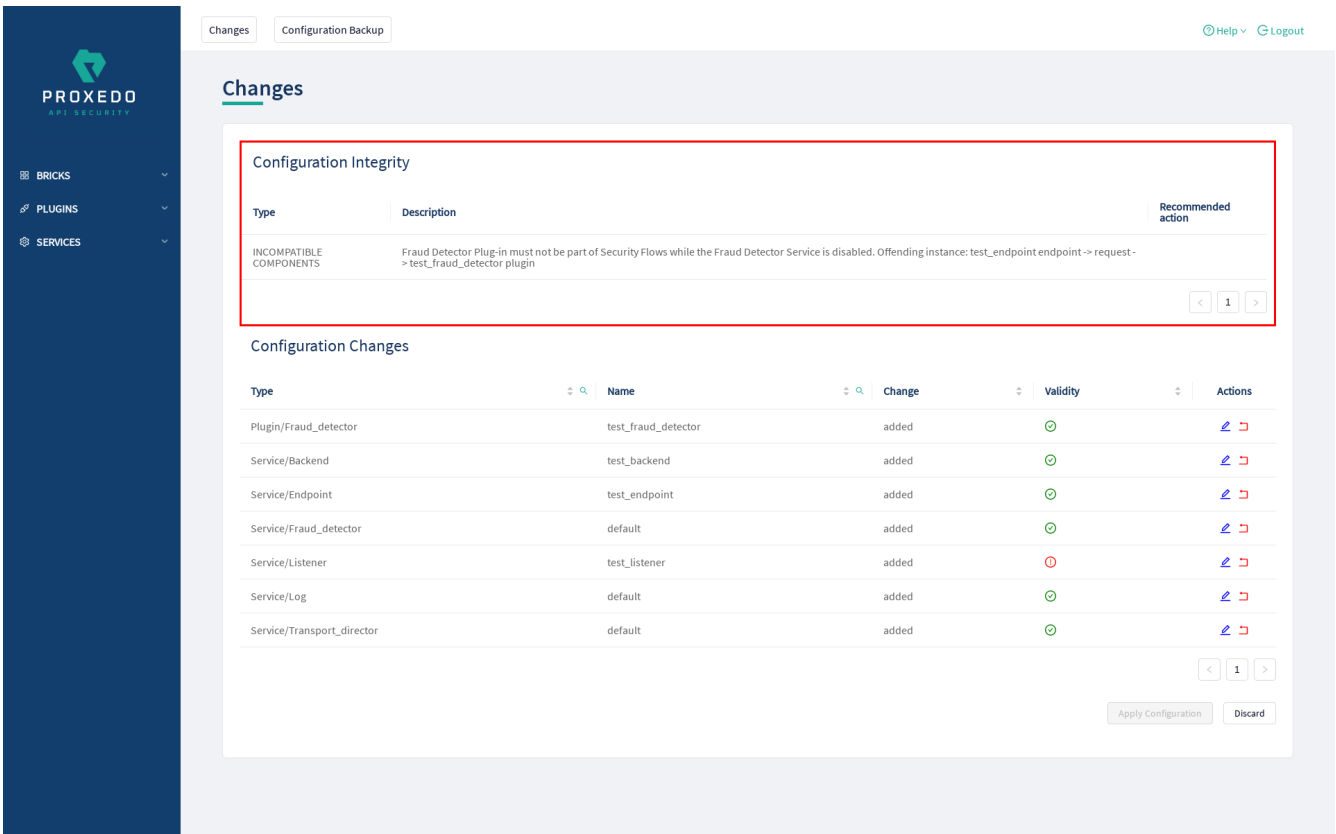 Changes
Configuration Backup
Help
Logout
PROXEDO
API SECURITY
BRICKS
PLUGINS
SERVICES
Changes
Configuration Integrity
Type Description Recommended action
INCOMPATIBLE COMPONENTS
Fraud Detector Plug-in must not be part of Security Flows while the Fraud Detector Service is disabled. Offending instance: test_endpoint endpoint -> request -
> test_fraud_detector plugin
1
Configuration Changes
Type Name Change Validity Actions
Plugin/Fraud_detector test_fraud_detector added
Service/Backend test_backend added
Service/Endpoint test_endpoint added
Service/Fraud_detector default added
Service/Listener test_listener added
Service/Log default added
Service/Transport_director default added
1
Apply Configuration Discard